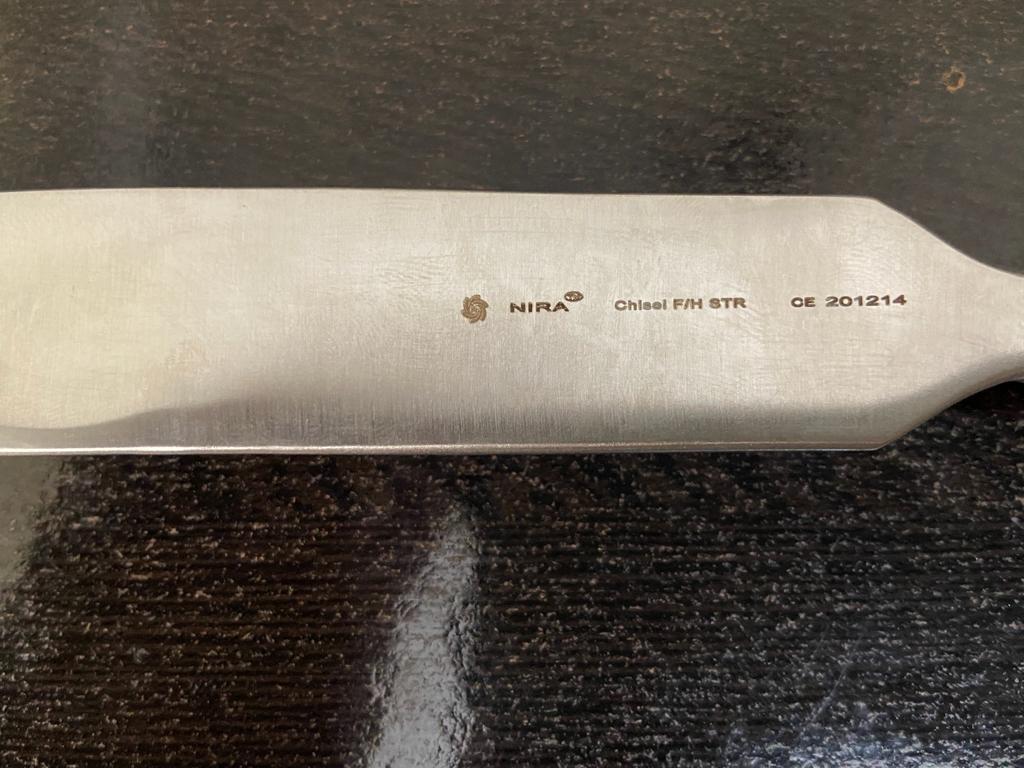 NIRA Chisel F/H STR CE 201214